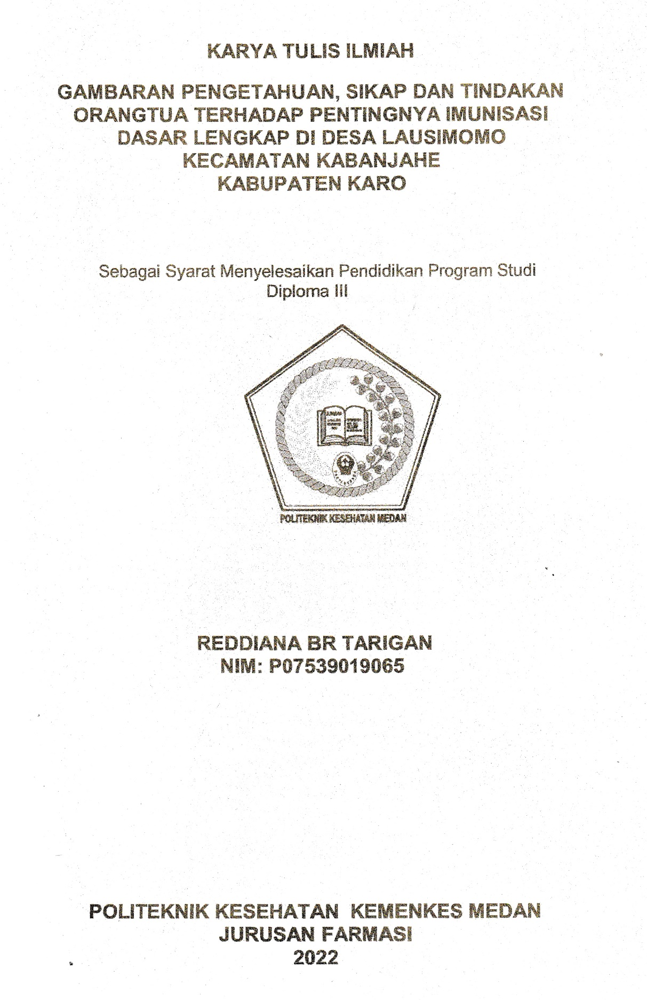 KARYA TULIS ILMIAH
GAMBARAN PENGETAHUAN, SIKAP DAN TINDAKAN
ORANGTUA TERHADAP PENTINGNYA IMUNISASI
DASAR LENGKAP DI DESA LAUSIMOMO
KECAMATAN KABANJAHE
KABUPATEN KARO
Sebagai Syarat Menyelesaikan Pendidikan Program Studi
Diploma III
POLITEKNIK KESEHATAN MEDAN
REDDIANA BR TARIGAN
NIM: P07539019065
POLITEKNIK KESEHATAN KEMENKES MEDAN
JURUSAN FARMASI
2022